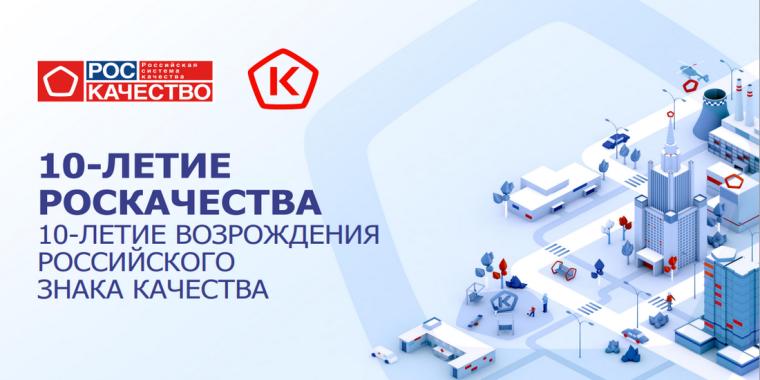 РОС
Российская
система
качества
КАЧЕСТВО
К
10-ЛЕТИЕ
РОСКАЧЕСТВА
10-ЛЕТИЕ ВОЗРОЖДЕНИЯ
РОССИЙСКОГО
ЗНАКА КАЧЕСТВА
К